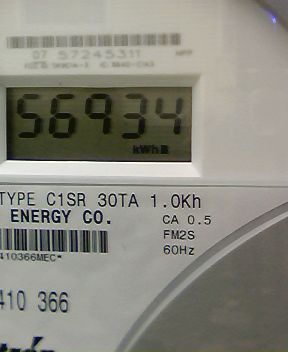 07 57245311
56934
kWh
TYPE C1SR 30TA 1.0Kh
ENERGY CO.
CA 0.5
FM2S
60Hz
410366MEC*
410 366